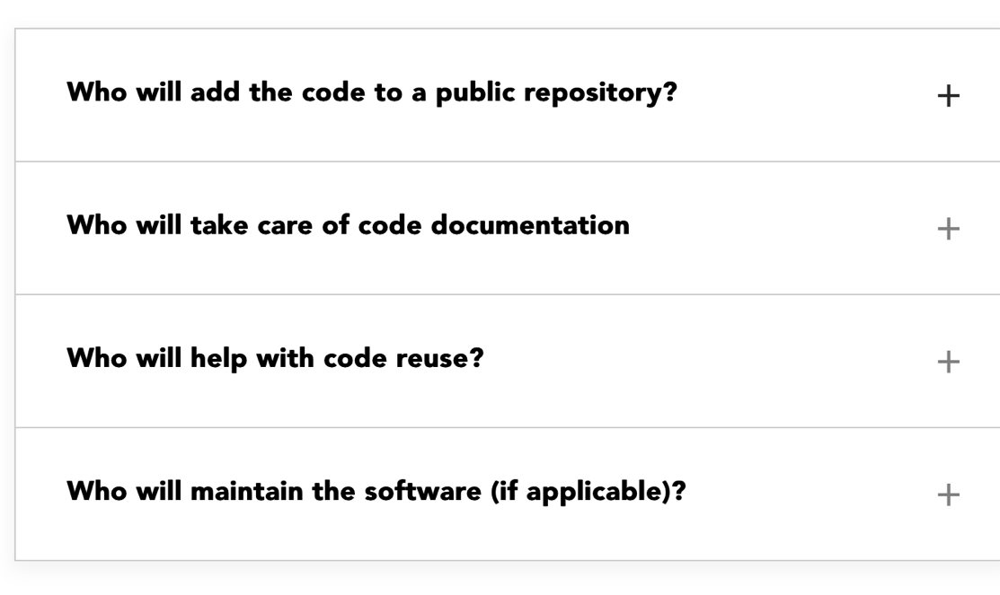 Who will add the code to a public repository?
Who will take care of code documentation
Who will help with code reuse?
Who will maintain the software (if applicable)?